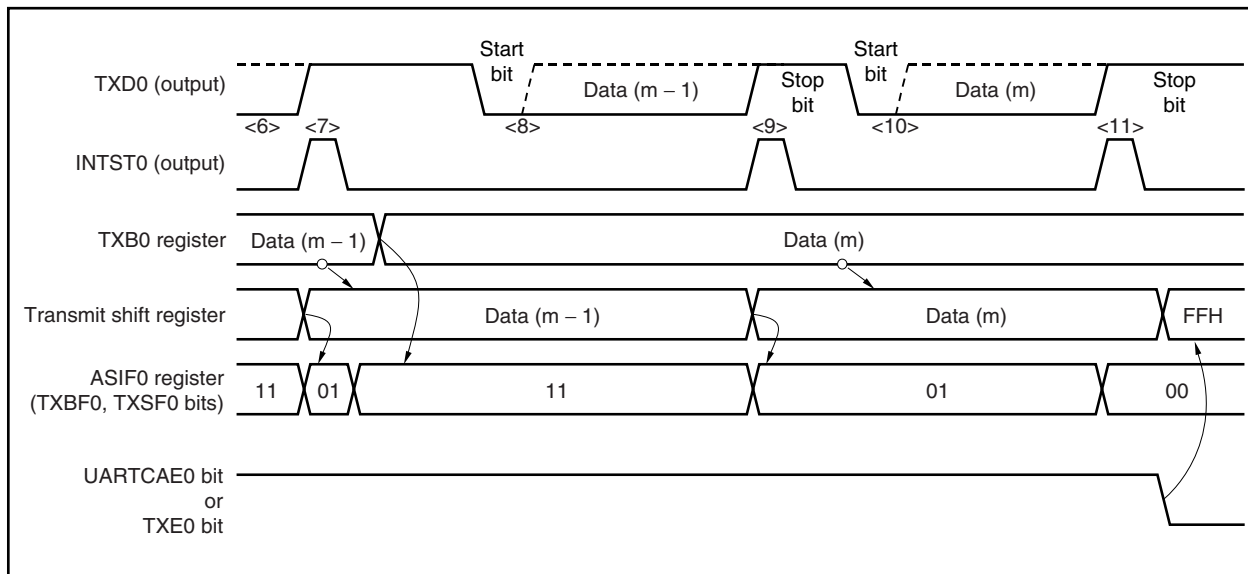 Start
bit
Start
bit
TXD0 (output)
Data (m – 1)
Stop
bit
Data (m)
Stop
bit
<6>
<7>
<8>
<9>
<10>
<11>
INTST0 (output)
TXB0 register
Data (m – 1)
Data (m)
Transmit shift register
Data (m – 1)
Data (m)
FFH
ASIF0 register
(TXBF0, TXSF0 bits)
11
01
11
01
00
UARTCAE0 bit
or
TXE0 bit